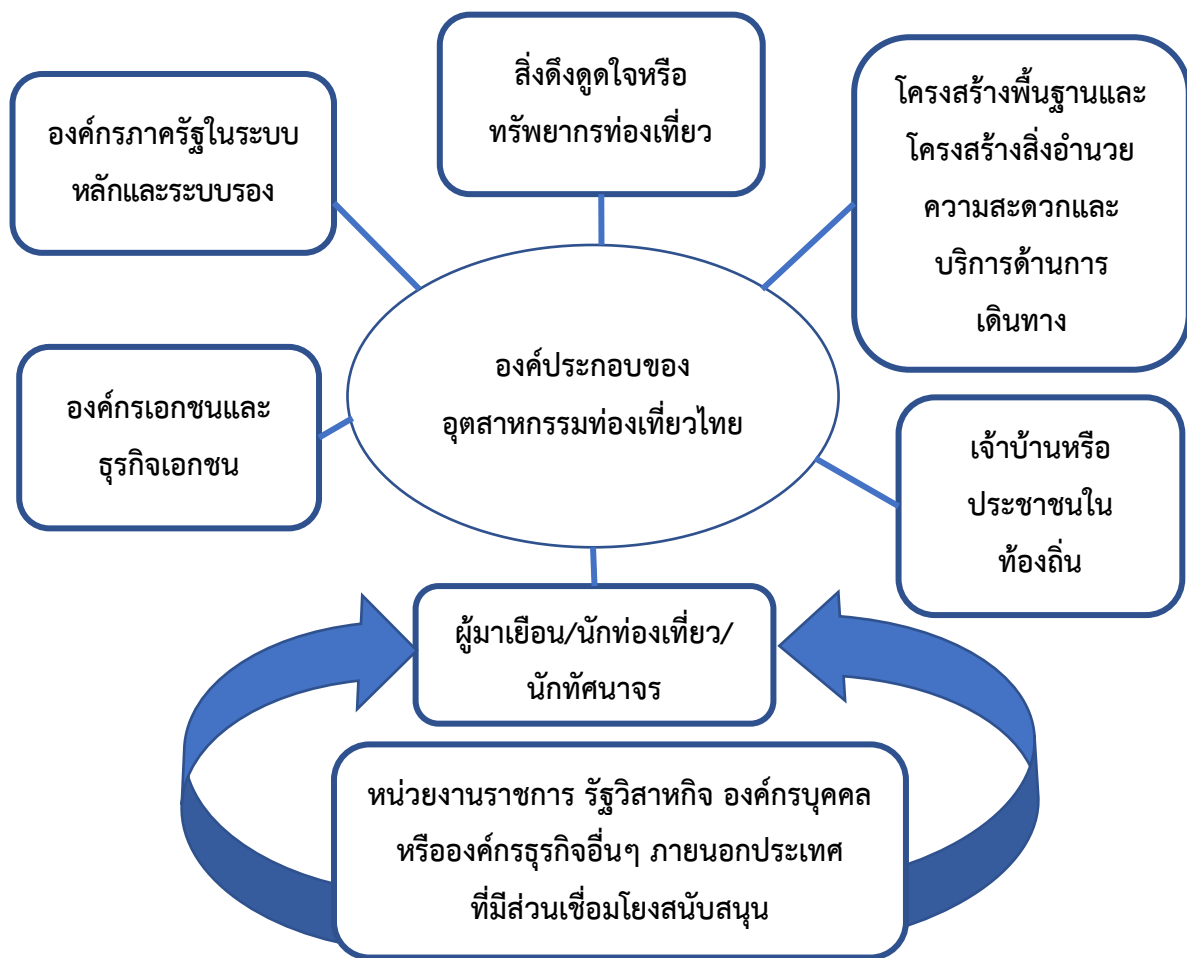 สิ่งดึงดูดใจหรือ
ทรัพยากรท่องเที่ยว
องค์กรภาครัฐในระบบ
หลักและระบบรอง
โครงสร้างพื้นฐานและ
โครงสร้างสิ่งอำนวย
ความสะดวกและ
บริการด้านการ
เดินทาง
องค์ประกอบของ
อุตสาหกรรมท่องเที่ยวไทย
องค์กรเอกชนและ
ธุรกิจเอกชน
เจ้าบ้านหรือ
ประชาชนใน
ท้องถิ่น
ผู้มาเยือน/นักท่องเที่ยว/
นักทัศนาจร
หน่วยงานราชการ รัฐวิสาหกิจ องค์กรบุคคล
หรือองค์กรธุรกิจอื่นๆ ภายนอกประเทศ
ที่มีส่วนเชื่อมโยงสนับสนุน